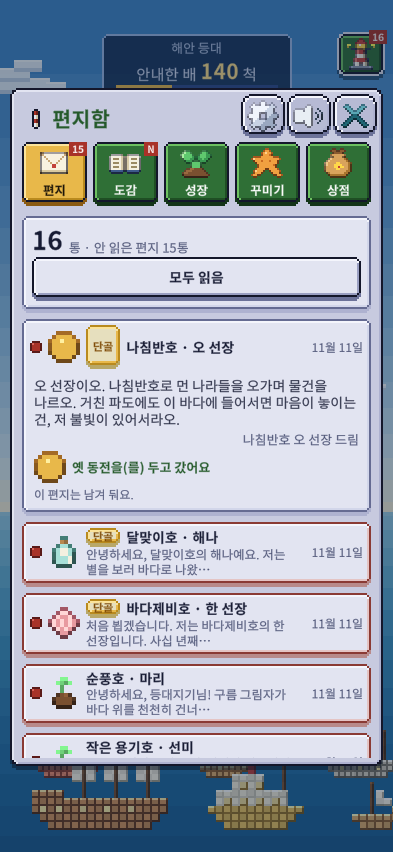 해안 등대
안내한 배 140 척
16
편지함
15
편지
N
도감
성장
꾸미기
상점
16 통 · 안 읽은 편지 15통
모두 읽음
단골 나침반호 · 오 선장 11월 11일
오 선장이오. 나침반호로 먼 나라들을 오가며 물건을
나르오. 거친 파도에도 이 바다에 들어서면 마음이 놓이는
건, 저 불빛이 있어서라오.
나침반호 오 선장 드림
옛 동전을(를) 두고 갔어요
이 편지는 남겨 둬요.
단골 달맞이호 · 해나 11월 11일
안녕하세요, 달맞이호의 해나예요. 저는
별을 보러 바다로 나왔…
단골 바다제비호 · 한 선장 11월 11일
처음 뵙겠습니다. 저는 바다제비호의 한
선장입니다. 사십 년째…
순풍호 · 마리 11월 11일
안녕하세요, 등대지기님! 구름 그림자가
바다 위를 천천히 건너…
작은 용기호 · 선미